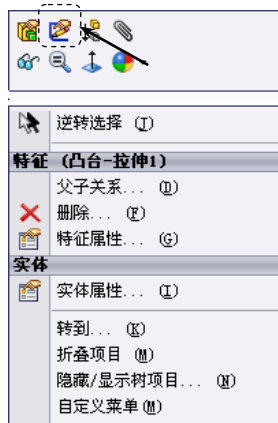 逆转选择 (T)
特征 (凸台-拉伸1)
父子关系... (D)
删除... (F)
特征属性... (G)
实体
实体属性... (I)
转到... (K)
折叠项目 (M)
隐藏/显示树项目... (N)
自定义菜单(M)